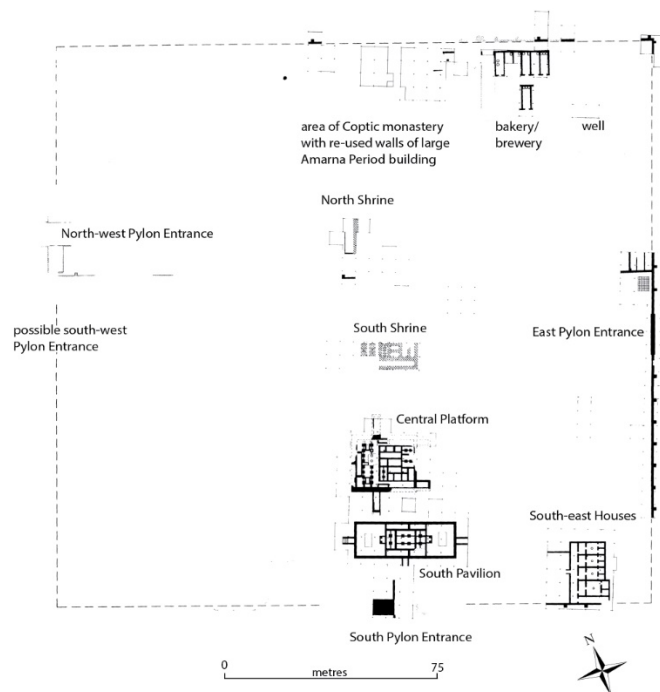 area of Coptic monastery
with re-used walls of large
Amarna Period building
bakery/
brewery
well
North Shrine
North-west Pylon Entrance
possible south-west
Pylon Entrance
South Shrine
East Pylon Entrance
Central Platform
South-east Houses
South Pavilion
South Pylon Entrance
N
0
75
metres